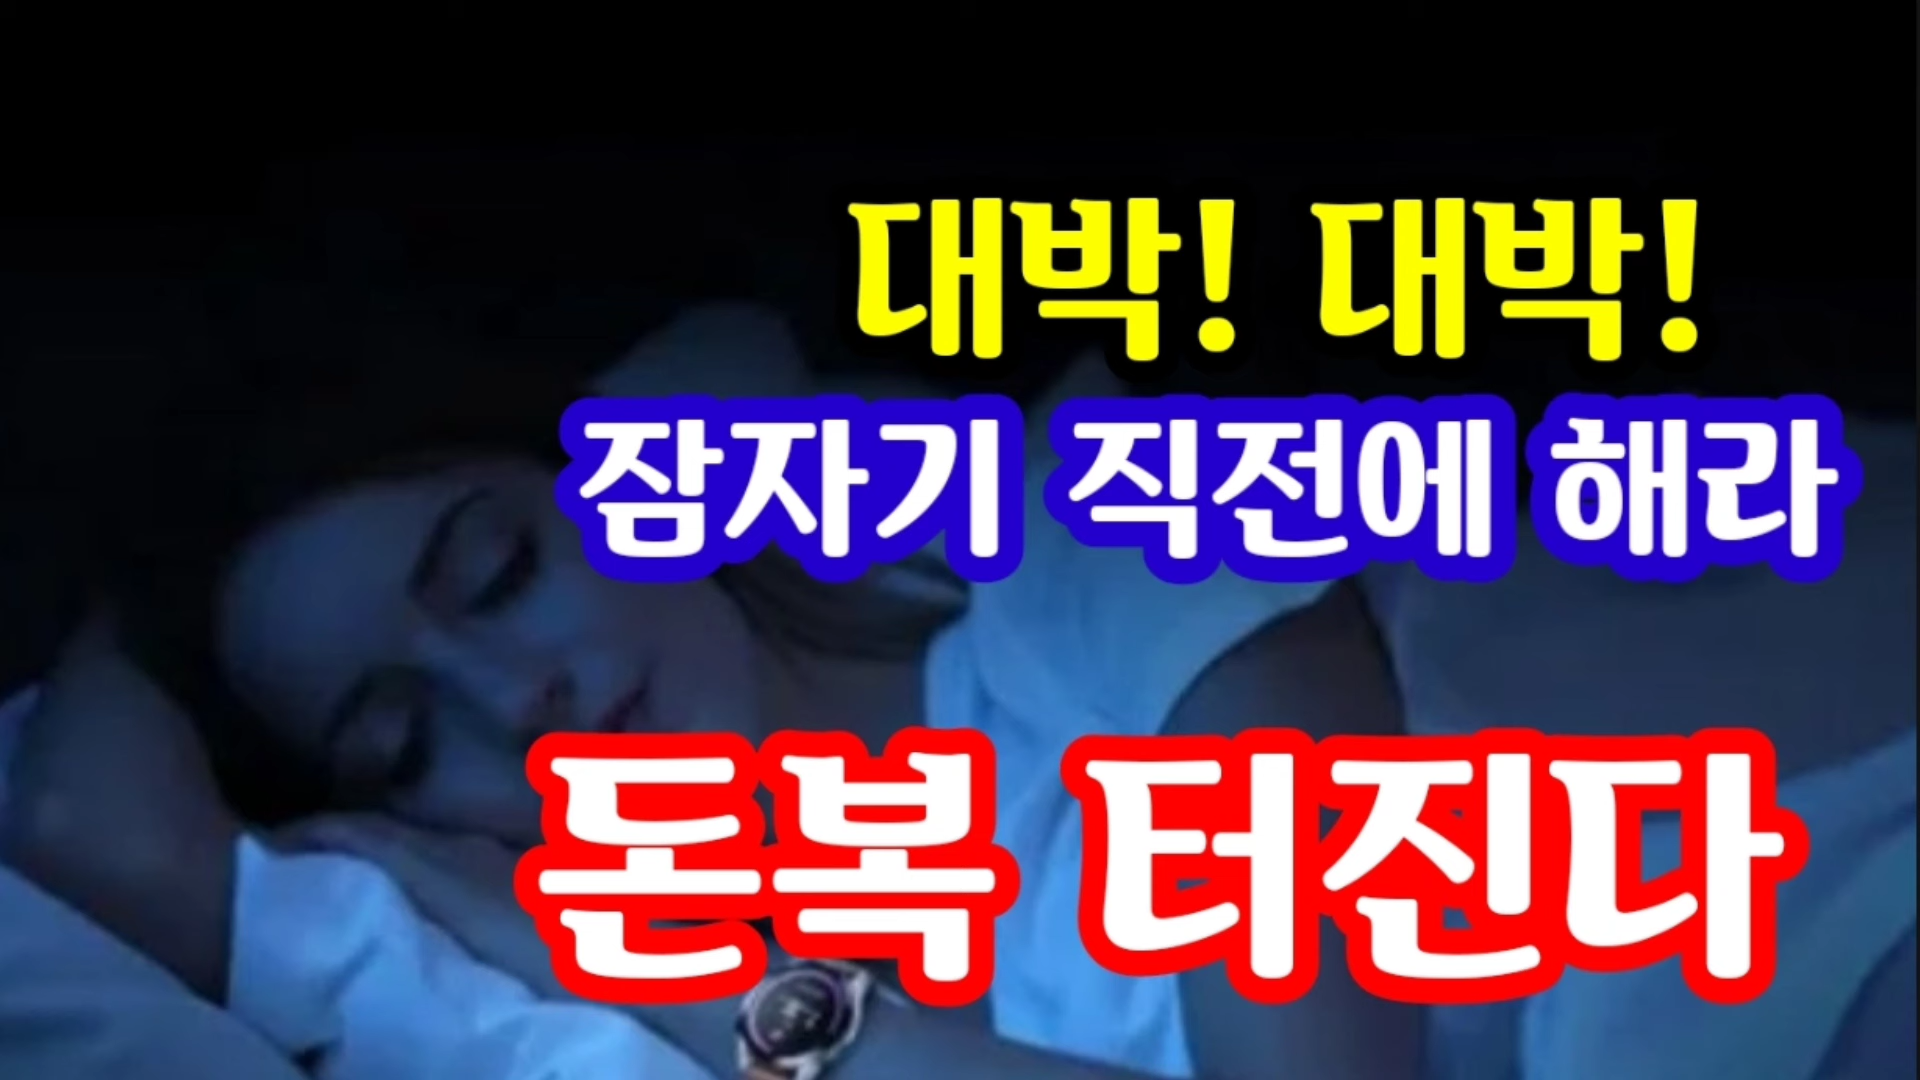 대박! 대박!
잠자기 직전에 해라
돈복 터진다